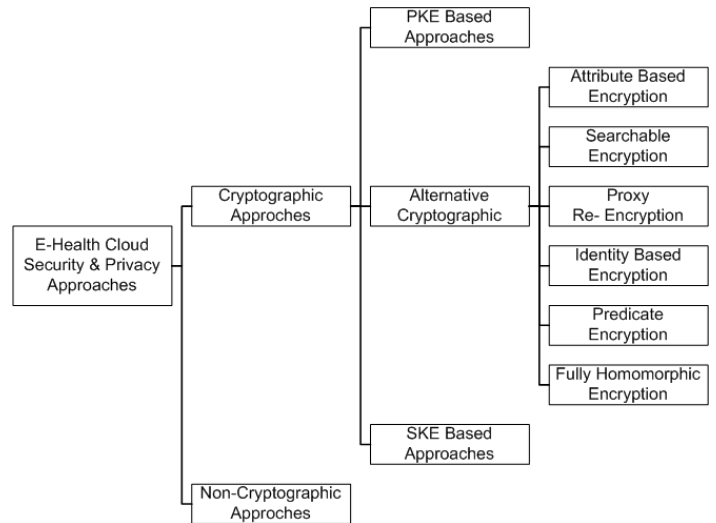 PKE Based
Approaches
Attribute Based
Encryption
Searchable
Encryption
Cryptographic
Approches
Alternative
Cryptographic
Proxy
Re- Encryption
E-Health Cloud
Security & Privacy
Approaches
Identity Based
Encryption
Predicate
Encryption
Fully Homomorphic
Encryption
SKE Based
Approaches
Non-Cryptographic
Approches